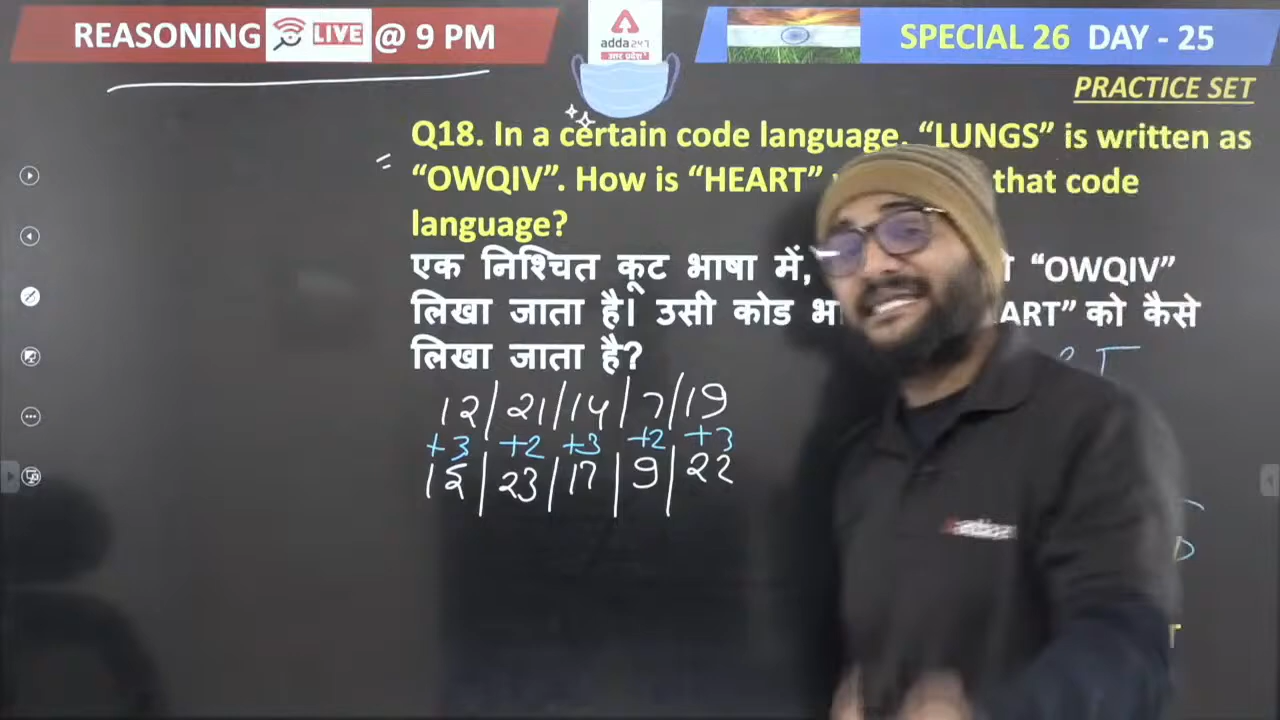 REASONING LIVE @ 9 PM
adda247
SPECIAL 26 DAY - 25
PRACTICE SET
Q18. In a certain code language, “LUNGS” is written as
“OWQIV”. How is “HEART” that code
language?
एक निश्चित कूट भाषा में, “OWQIV”
लिखा जाता है। उसी कोड ART” को कैसे
लिखा जाता है?
T
12 | 21 | 14 | 7 | 19
+3 +2 +3 +2 +3
15 | 23 | 17 | 9 | 22